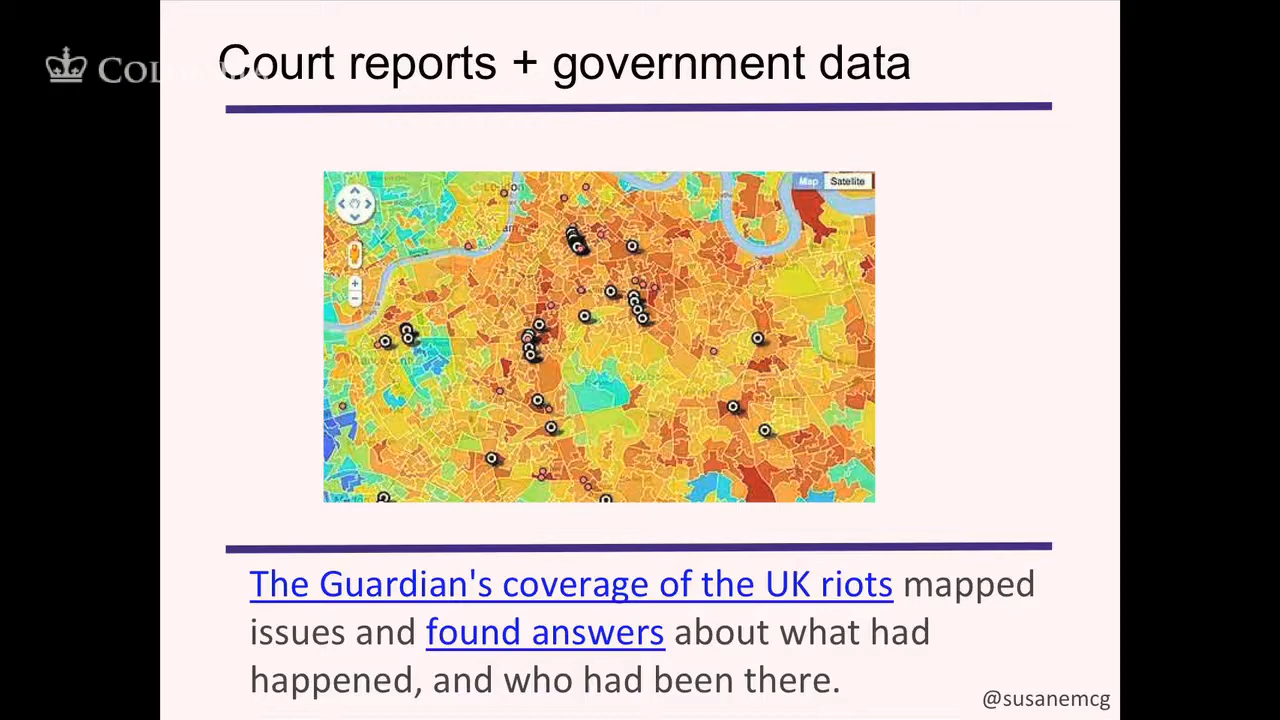 Court reports + government data
Map Satellite
The Guardian's coverage of the UK riots mapped
issues and found answers about what had
happened, and who had been there.
@susanemcg